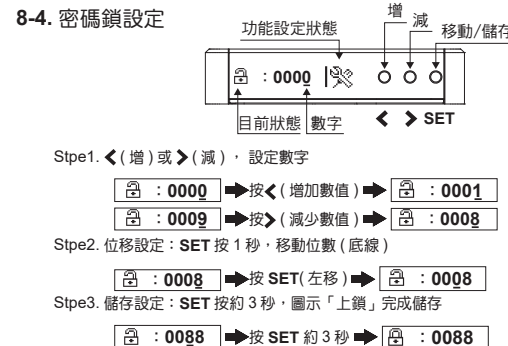 8-4. 密碼鎖設定
功能設定狀態 增 減 移動/儲存
: 0000
目前狀態 數字 < > SET
Stpe1. < ( 增 ) 或 > ( 減 ) ， 設定數字
: 0000 按 < ( 增加數值 ) : 0001
: 0009 按 > ( 減少數值 ) : 0008
Stpe2. 位移設定：SET 按 1 秒，移動位數 ( 底線 )
: 0008 按 SET( 左移 ) : 0008
Stpe3. 儲存設定：SET 按約 3 秒，圖示「上鎖」完成儲存
: 0088 按 SET 約 3 秒 : 0088